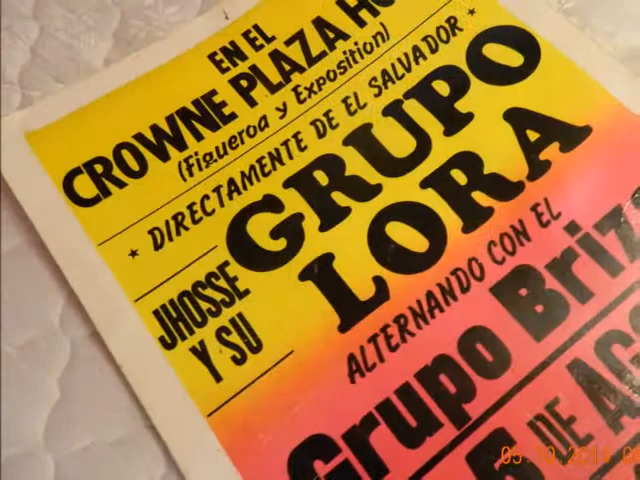 EN EL
CROWNE PLAZA
(Figueroa y Exposition)
★ DIRECTAMENTE DE EL SALVADOR ★
JHOSSE
Y SU
GRUPO
LORA
ALTERNANDO CON EL
Grupo
DE